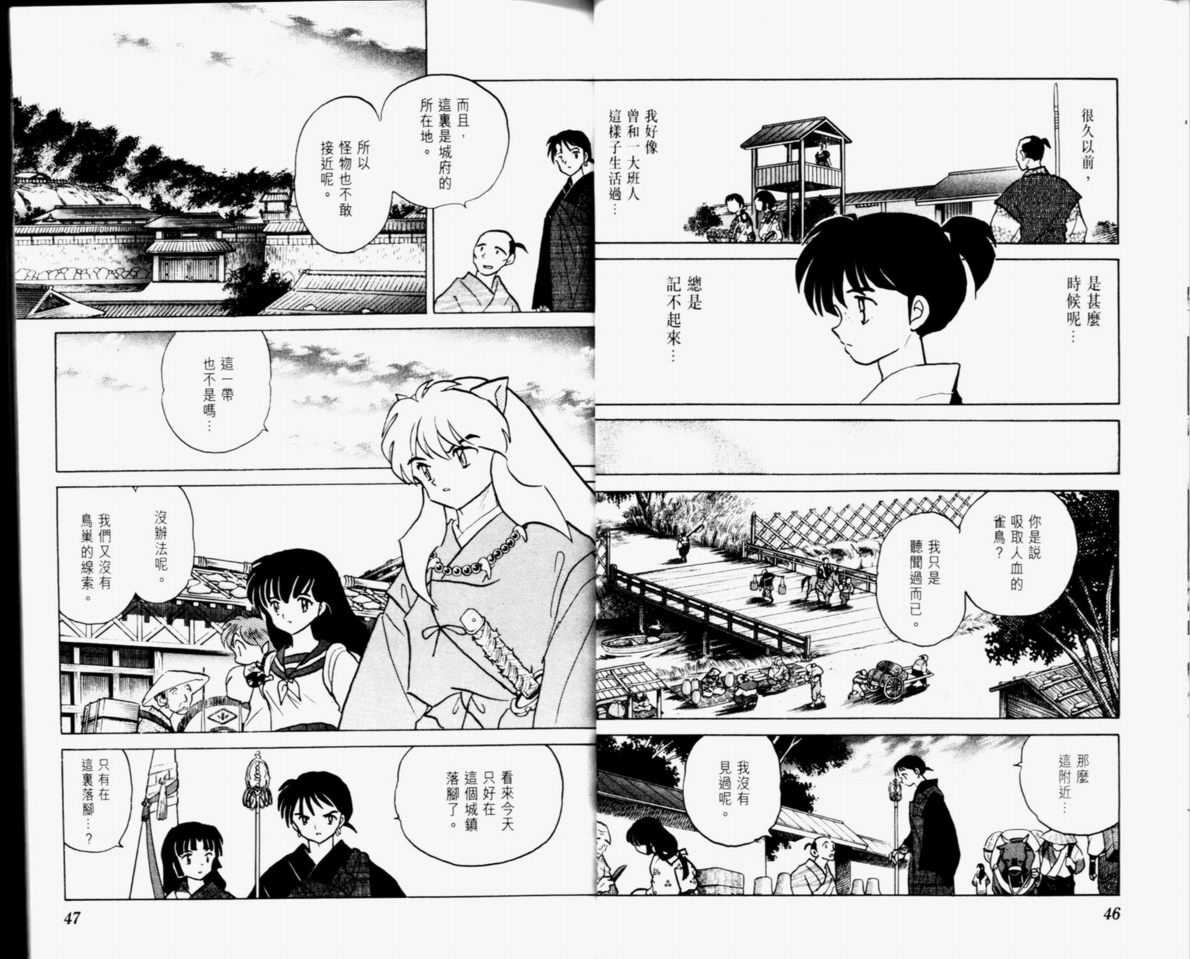 很久以前，
我好像
曾和一大班人
這樣子生活過…
是甚麼
時候呢…
總是
記不起來…
你是說
吸取人血的
雀鳥？
我只是
聽聞過而已。
那麼
這附近…
我沒有
見過呢。
46
而且，
這裏是城府的
所在地。
所以
怪物也不敢
接近呢。
這一帶
也不是嗎…
沒辦法呢。
我們又沒有
鳥巢的線索。
看來今天
只好在
這個城鎮
落腳了。
只有在
這裏落腳…？
47